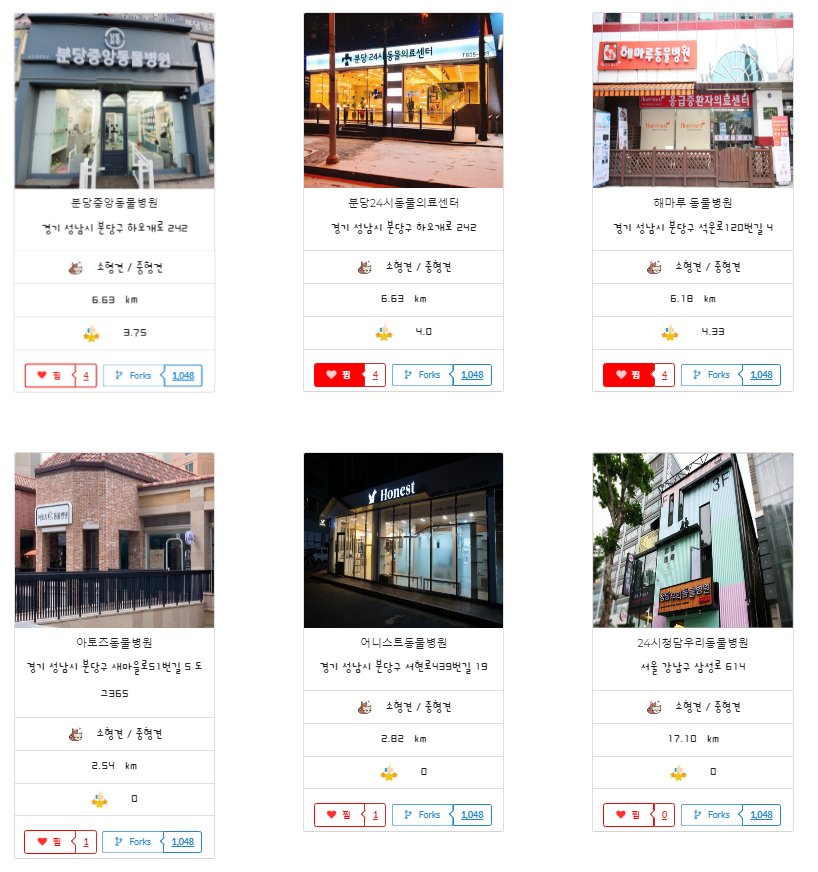 분당중앙동물병원
분당 24시 동물의료센터
해마루동물병원
응급중환자의료센터
분당중앙동물병원
분당24시동물의료센터
해마루 동물병원
경기 성남시 분당구 하오개로 242
경기 성남시 분당구 하오개로 242
경기 성남시 분당구 석운로120번길 4
소형견 / 중형견
소형견 / 중형견
소형견 / 중형견
6.63 km
6.63 km
6.18 km
3.75
4.0
4.33
찜 4 Forks 1,048
찜 4 Forks 1,048
찜 4 Forks 1,048
아토즈 동물병원
Honest
3F
아토즈동물병원
어니스트동물병원
24시청담우리동물병원
경기 성남시 분당구 새마을로51번길 5 도
그365
경기 성남시 분당구 서현로439번길 19
서울 강남구 삼성로 614
소형견 / 중형견
소형견 / 중형견
소형견 / 중형견
2.54 km
2.82 km
17.10 km
0
0
0
찜 1 Forks 1,048
찜 1 Forks 1,048
찜 0 Forks 1,048